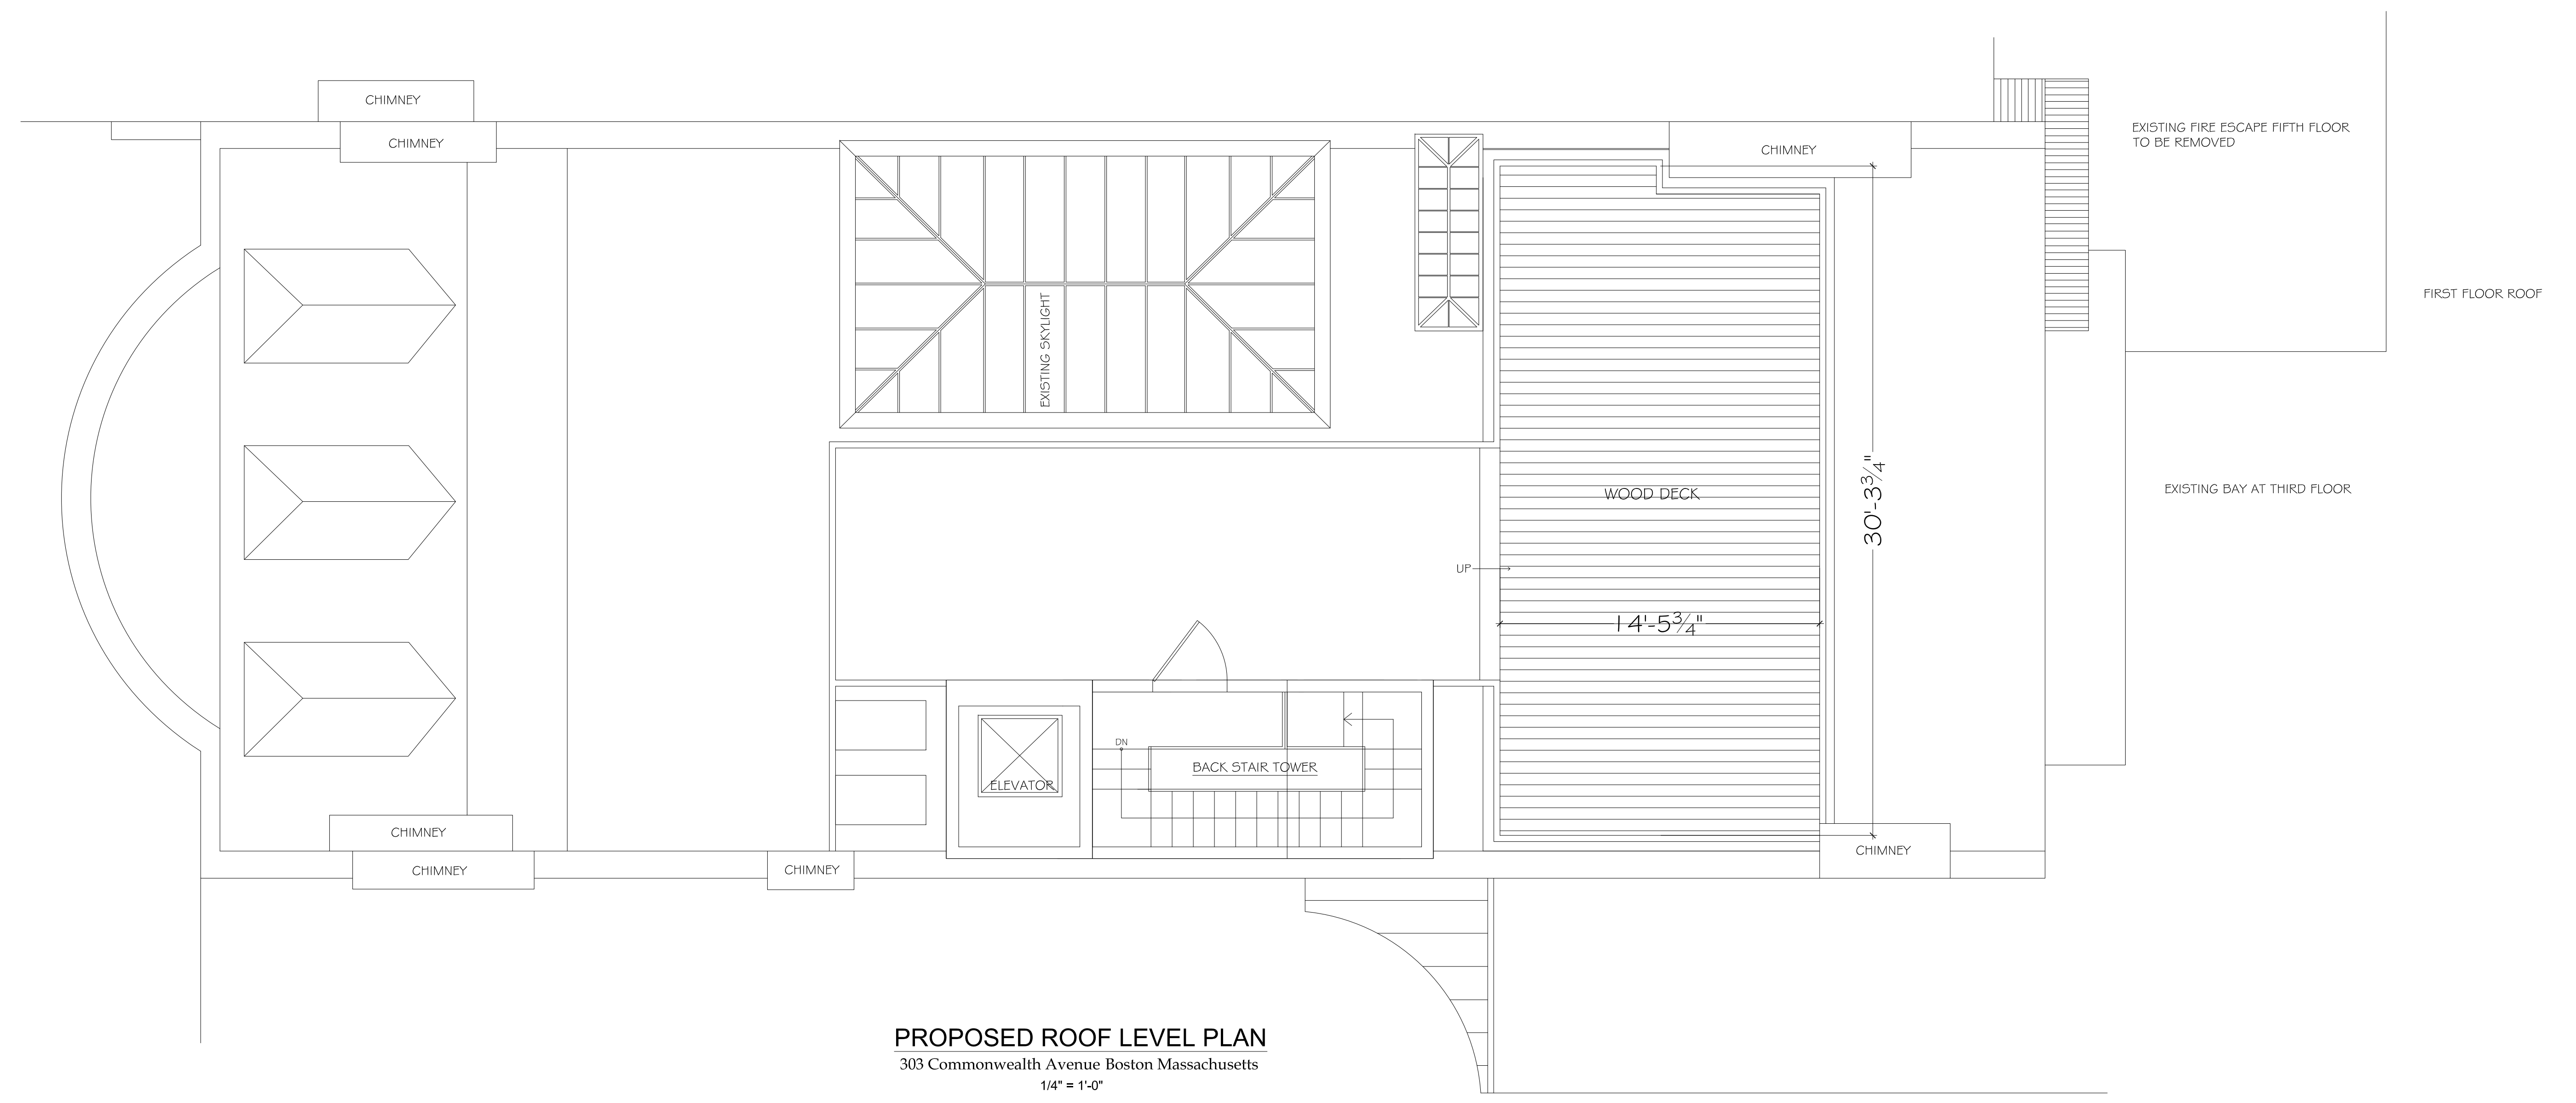 CHIMNEY
CHIMNEY
CHIMNEY
EXISTING FIRE ESCAPE FIFTH FLOOR
TO BE REMOVED
FIRST FLOOR ROOF
EXISTING SKYLIGHT
WOOD DECK
30'-3¾"
EXISTING BAY AT THIRD FLOOR
UP
14'-5¾"
DN
BACK STAIR TOWER
ELEVATOR
CHIMNEY
CHIMNEY
CHIMNEY
CHIMNEY
PROPOSED ROOF LEVEL PLAN
303 Commonwealth Avenue Boston Massachusetts
1/4" = 1'-0"